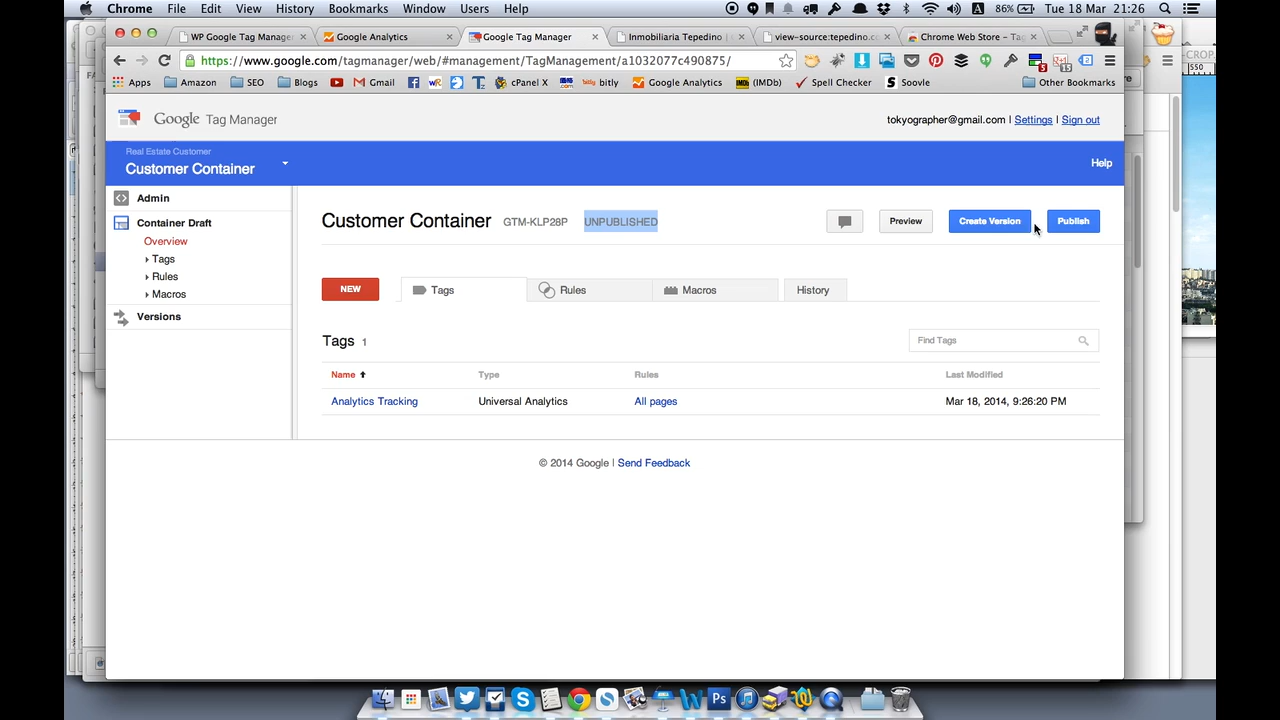 Chrome File Edit View History Bookmarks Window Users Help 86% Tue 18 Mar 21:26
WP Google Tag Manager Google Analytics Google Tag Manager Inmobiliaria Tepedino view-source:tepedino.c Chrome Web Store - Ta
https://www.google.com/tagmanager/web/#management/TagManagement/a1032077c490875/
Apps Amazon SEO Blogs Gmail cPanel X bitly Google Analytics (IMDb) Spell Checker Soovle Other Bookmarks
Google Tag Manager
tokyographer@gmail.com | Settings | Sign out
Real Estate Customer
Customer Container
Help
Admin
Container Draft
Overview
Tags
Rules
Macros
Versions
Customer Container GTM-KLP28P UNPUBLISHED Preview Create Version Publish
NEW Tags Rules Macros History
Tags 1 Find Tags
Name Type Rules Last Modified
Analytics Tracking Universal Analytics All pages Mar 18, 2014, 9:26:20 PM
© 2014 Google | Send Feedback